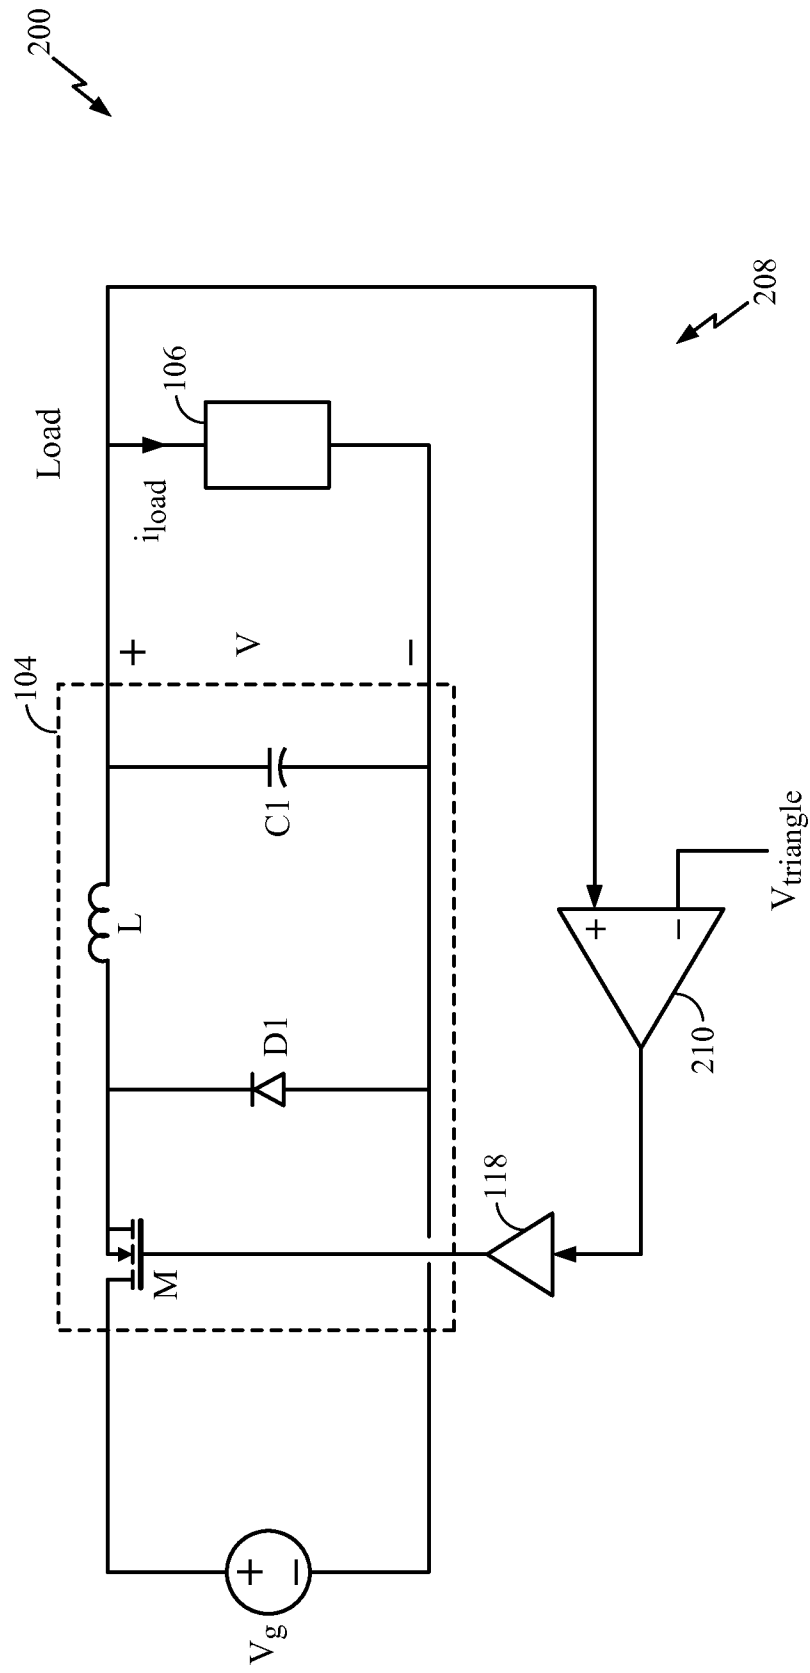 200
Load
104
106
i_load
+
V
−
L
C1
D1
M
118
+
−
V_g
+
−
V_triangle
210
208